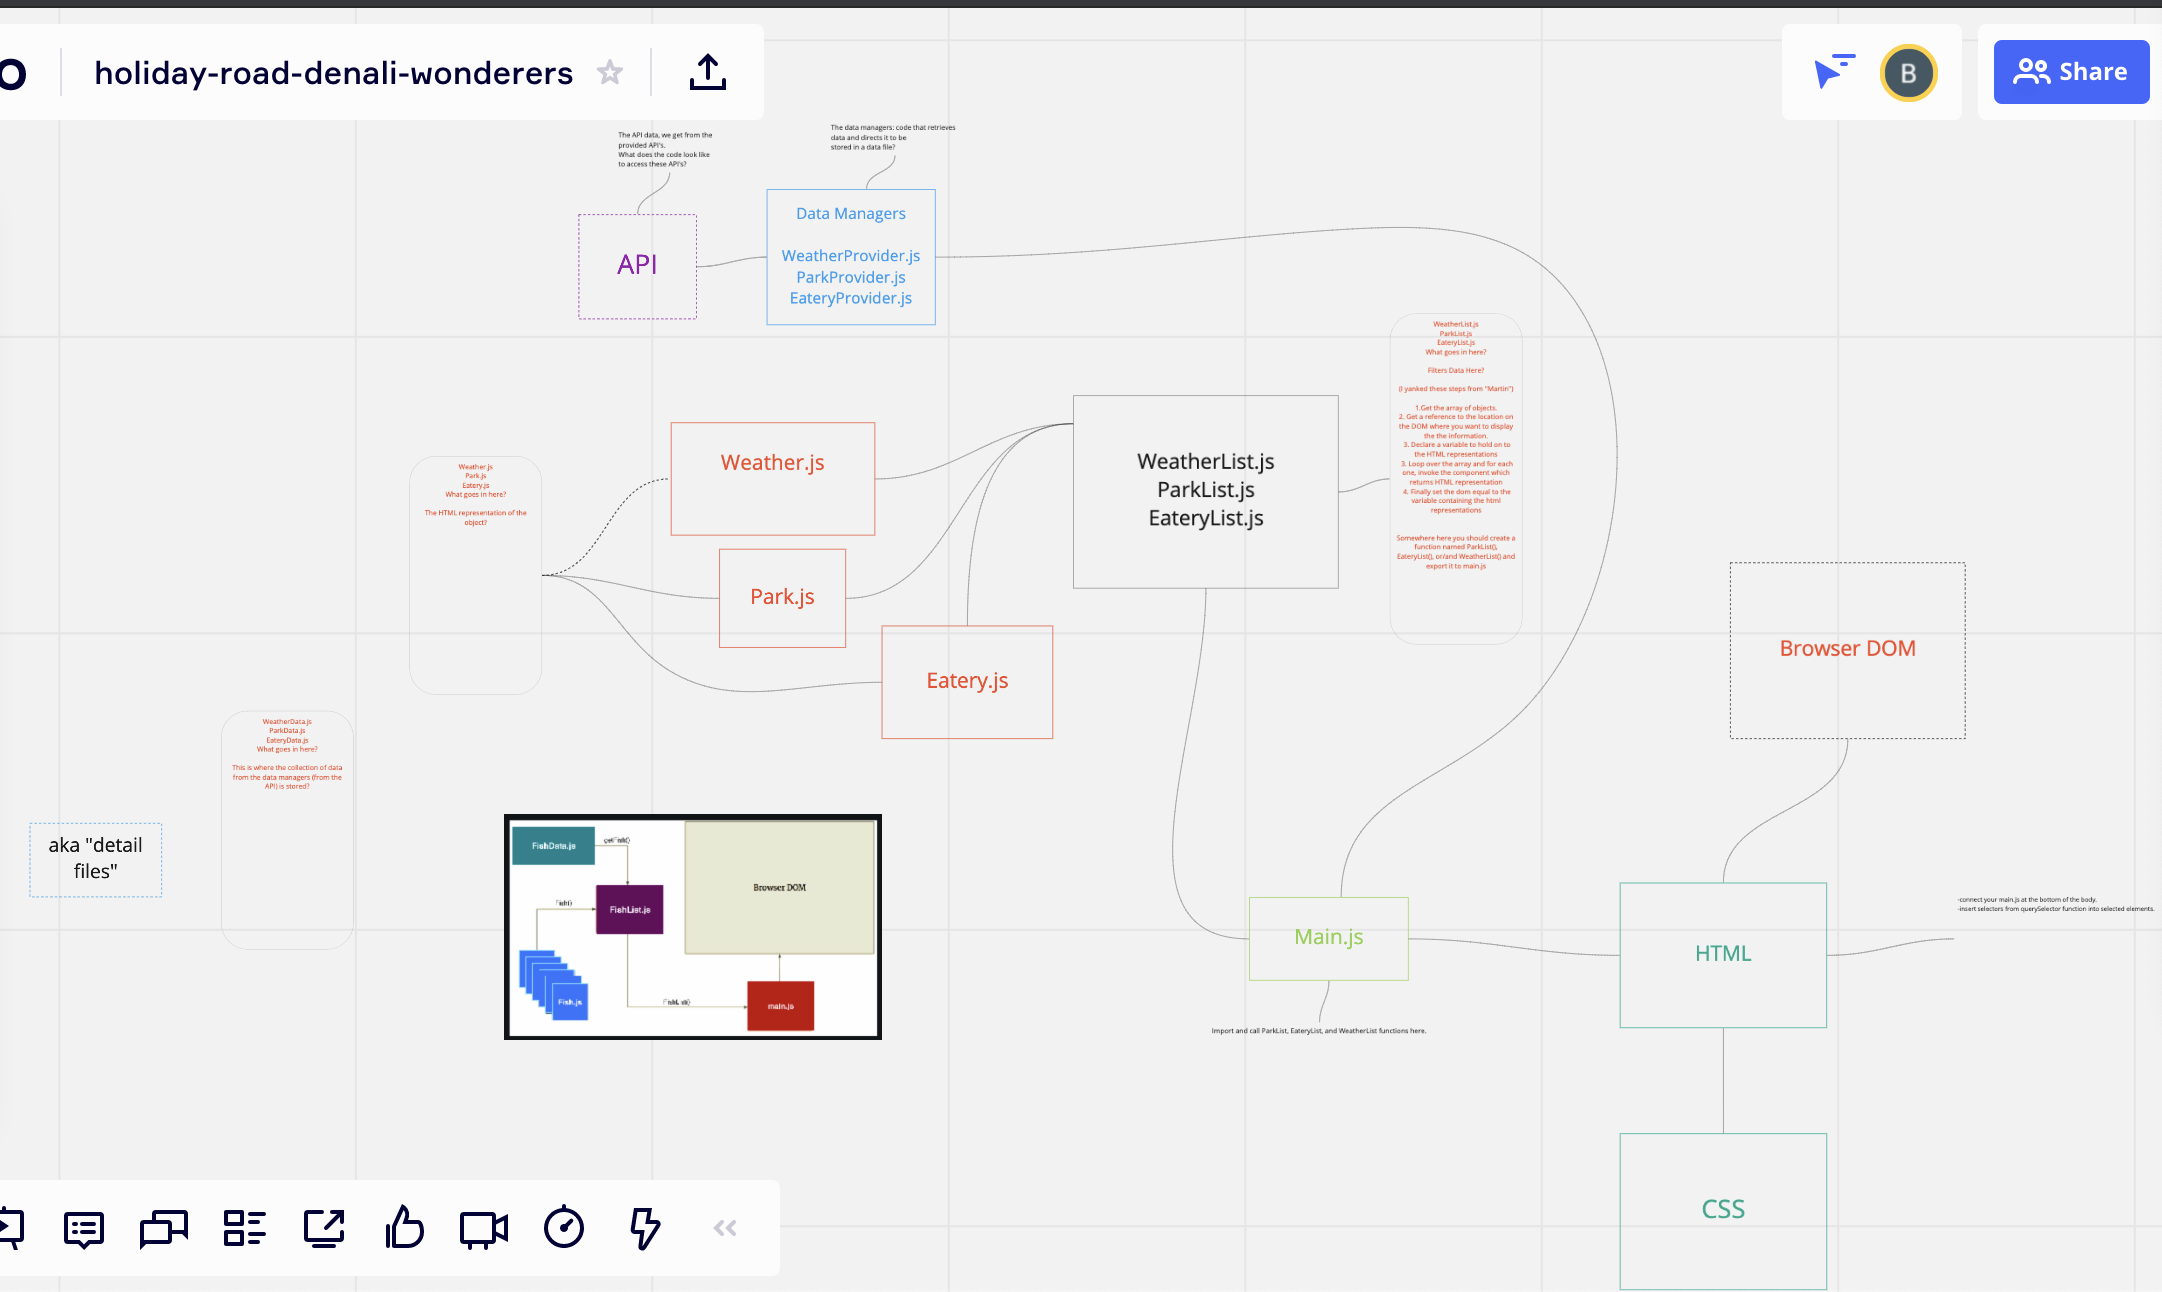 o
holiday-road-denali-wonderers
B
Share
The API data, we get from the
provided API's.
What does the code look like
to access these API's?
The data managers: code that retrieves
data and directs it to be
stored in a data file?
API
Data Managers
WeatherProvider.js
ParkProvider.js
EateryProvider.js
WeatherList.js
ParkList.js
EateryList.js
What goes in here?
Filters Data Here?
(I yanked these steps from "Martin")
1.Get the array of objects.
2. Get a reference to the location on
the DOM where you want to display
the the information.
3. Declare a variable to hold on to
the HTML representations
3. Loop over the array and for each
one, invoke the component which
returns HTML representation
4. Finally set the dom equal to the
variable containing the html
representations
Somewhere here you should create a
function named ParkList(),
EateryList(), or/and WeatherList() and
export it to main.js
Weather.js
Park.js
Eatery.js
What goes in here?
The HTML representation of the
object?
Weather.js
Park.js
Eatery.js
WeatherList.js
ParkList.js
EateryList.js
Browser DOM
WeatherData.js
ParkData.js
EateryData.js
What goes in here?
This is where the collection of data
from the data managers (from the
API) is stored?
aka "detail
files"
FishData.js
getFish()
Browser DOM
Fish()
FishList.js
Fish.js
FishList()
main.js
Main.js
Import and call ParkList, EateryList, and WeatherList functions here.
HTML
-connect your main.js at the bottom of the body.
-insert selectors from querySelector function into selected elements.
CSS